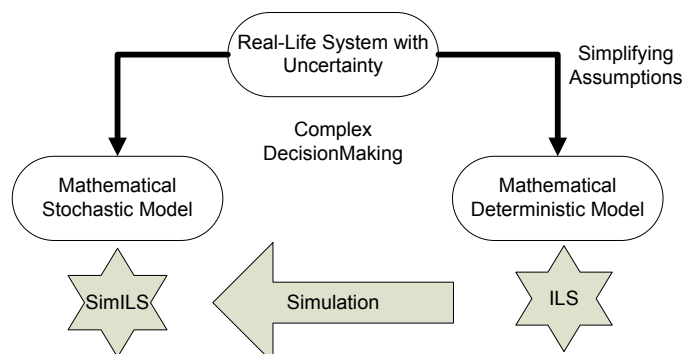 Real-Life System with
Uncertainty
Simplifying
Assumptions
Complex
DecisionMaking
Mathematical
Stochastic Model
Mathematical
Deterministic Model
SimILS
Simulation
ILS